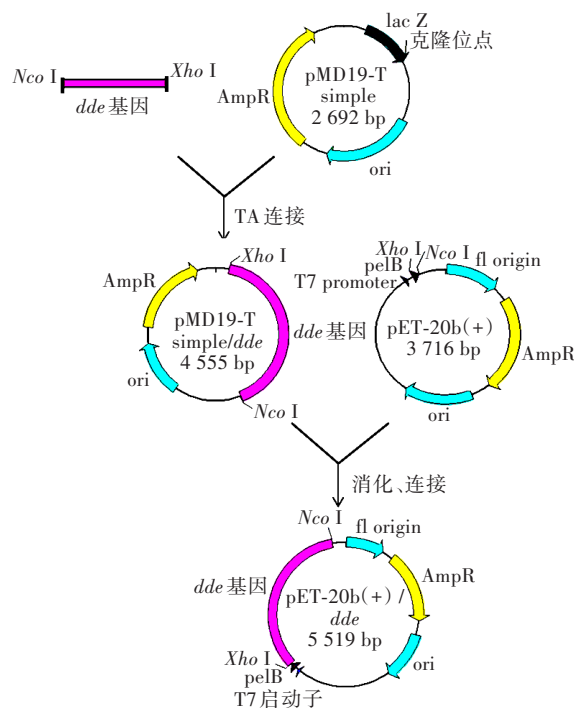 lac Z
克隆位点
Nco I
Xho I
dde 基因
pMD19-T
simple
2 692 bp
AmpR
ori
TA 连接
Xho I
AmpR
pMD19-T
simple/dde
4 555 bp
dde 基因
ori
Nco I
Xho I
Nco I
pelB
T7 promoter
fl origin
pET-20b(+)
3 716 bp
AmpR
ori
消化、连接
Nco I
fl origin
dde 基因
AmpR
pET-20b(+)/
dde
5 519 bp
Xho I
pelB
T7 启动子
ori